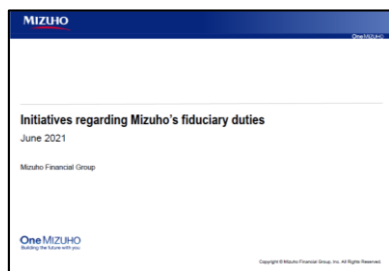 MIZUHO
One MIZUHO
Initiatives regarding Mizuho's fiduciary duties
June 2021
Mizuho Financial Group
One MIZUHO
Building the future with you
Copyright © Mizuho Financial Group, Inc. All Rights Reserved.